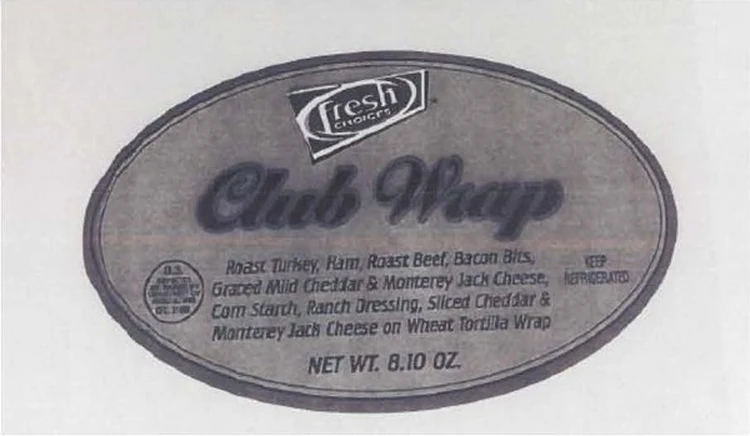 fresh
CHOICES
Club Wrap
Roast Turkey, Ham, Roast Beef, Bacon Bits,
Grated Mild Cheddar & Monterey Jack Cheese,
Corn Starch, Ranch Dressing, Sliced Cheddar &
Monterey Jack Cheese on Wheat Tortilla Wrap
KEEP
REFRIGERATED
U.S.
NET WT. 8.10 OZ.